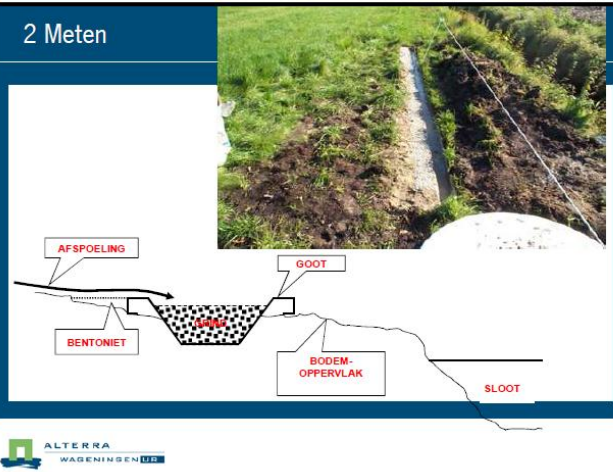 2 Meten
AFSPOELING
GOOT
BENTONIET
BODEM-
OPPERVLAK
SLOOT
ALTERRA
WAGENINGEN UR